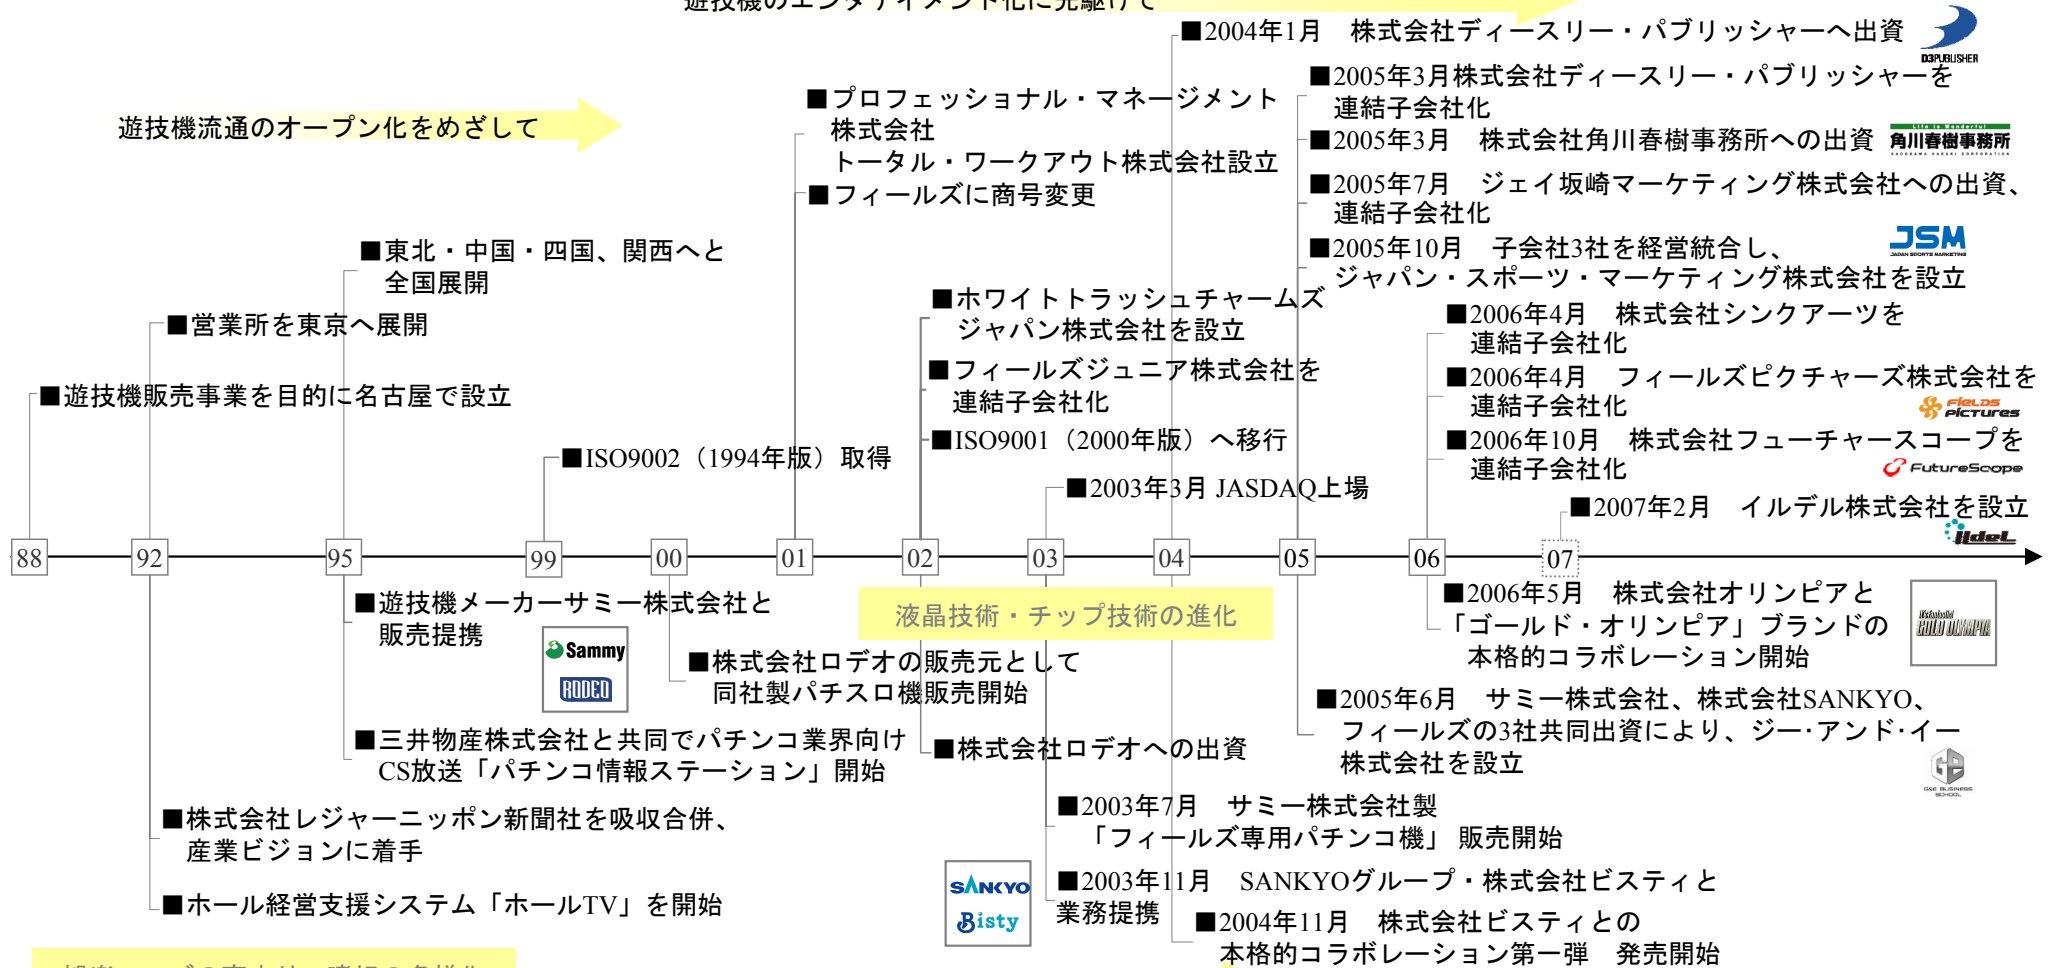 遊技機のエンタテイメント化に先駆けて
■2004年1月　株式会社ディースリー・パブリッシャーへ出資
D3PUBLISHER
■2005年3月株式会社ディースリー・パブリッシャーを
連結子会社化
■プロフェッショナル・マネージメント
株式会社
トータル・ワークアウト株式会社設立
遊技機流通のオープン化をめざして
■2005年3月　株式会社角川春樹事務所への出資
Life is Wonderful
角川春樹事務所
KADOKAWA HARUKI CORPORATION
■フィールズに商号変更
■2005年7月　ジェイ坂崎マーケティング株式会社への出資、
連結子会社化
■東北・中国・四国、関西へと
全国展開
■2005年10月　子会社3社を経営統合し、
ジャパン・スポーツ・マーケティング株式会社を設立
JSM
JAPAN SPORTS MARKETING
■ホワイトトラッシュチャームズ
ジャパン株式会社を設立
■営業所を東京へ展開
■2006年4月　株式会社シンクアーツを
連結子会社化
■フィールズジュニア株式会社を
連結子会社化
■遊技機販売事業を目的に名古屋で設立
■2006年4月　フィールズピクチャーズ株式会社を
連結子会社化
FIELDS
PICTURES
■ISO9001（2000年版）へ移行
■ISO9002（1994年版）取得
■2006年10月　株式会社フューチャースコープを
連結子会社化
FutureScope
■2003年3月 JASDAQ上場
■2007年2月　イルデル株式会社を設立
ildel
88 92 95 99 00 01 02 03 04 05 06 07
■遊技機メーカーサミー株式会社と
販売提携
Sammy
RODEO
液晶技術・チップ技術の進化
■2006年5月　株式会社オリンピアと
「ゴールド・オリンピア」ブランドの
本格的コラボレーション開始
GOLD OLYMPIA
■株式会社ロデオの販売元として
同社製パチスロ機販売開始
■2005年6月　サミー株式会社、株式会社SANKYO、
フィールズの3社共同出資により、ジー･アンド･イー
株式会社を設立
G&E BUSINESS
SCHOOL
■三井物産株式会社と共同でパチンコ業界向け
CS放送「パチンコ情報ステーション」開始
■株式会社ロデオへの出資
■株式会社レジャーニッポン新聞社を吸収合併、
産業ビジョンに着手
■2003年7月　サミー株式会社製
「フィールズ専用パチンコ機」 販売開始
■ホール経営支援システム「ホールTV」を開始
SANKYO
Bisty
■2003年11月　SANKYOグループ・株式会社ビスティと
業務提携
■2004年11月　株式会社ビスティとの
本格的コラボレーション第一弾　発売開始